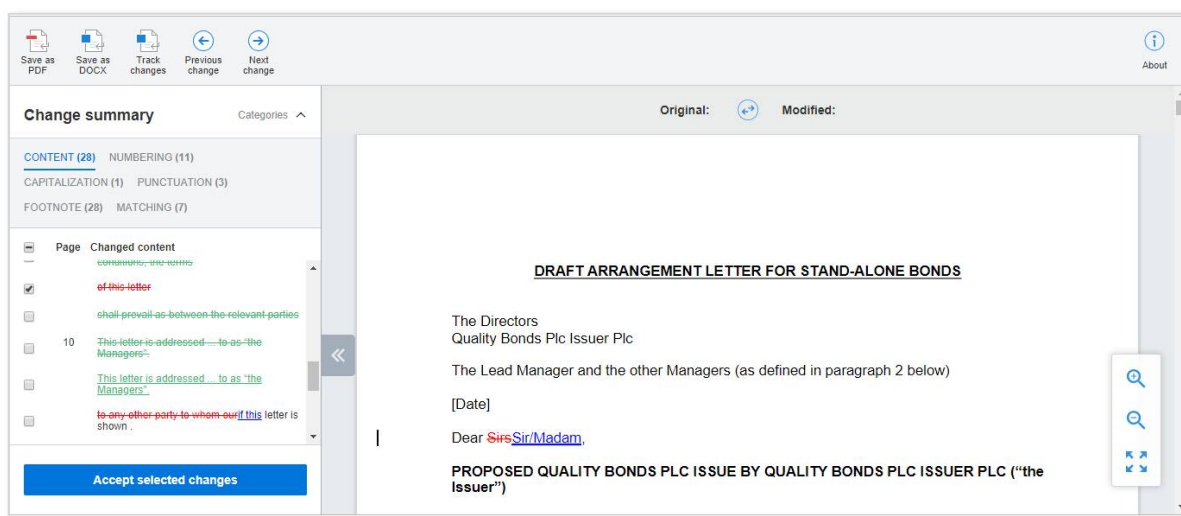 Save as PDF
Save as DOCX
Track changes
Previous change
Next change
About
Change summary
Categories
CONTENT (28) NUMBERING (11)
CAPITALIZATION (1) PUNCTUATION (3)
FOOTNOTE (28) MATCHING (7)
Page Changed content
conditions, the terms
of this letter
shall prevail as between the relevant parties
10 This letter is addressed ... to as "the
Managers".
This letter is addressed ... to as "the
Managers".
to any other party to whom ourif this letter is
shown .
Accept selected changes
Original: Modified:
DRAFT ARRANGEMENT LETTER FOR STAND-ALONE BONDS
The Directors
Quality Bonds Plc Issuer Plc
The Lead Manager and the other Managers (as defined in paragraph 2 below)
[Date]
Dear SirsSir/Madam,
PROPOSED QUALITY BONDS PLC ISSUE BY QUALITY BONDS PLC ISSUER PLC ("the
Issuer")